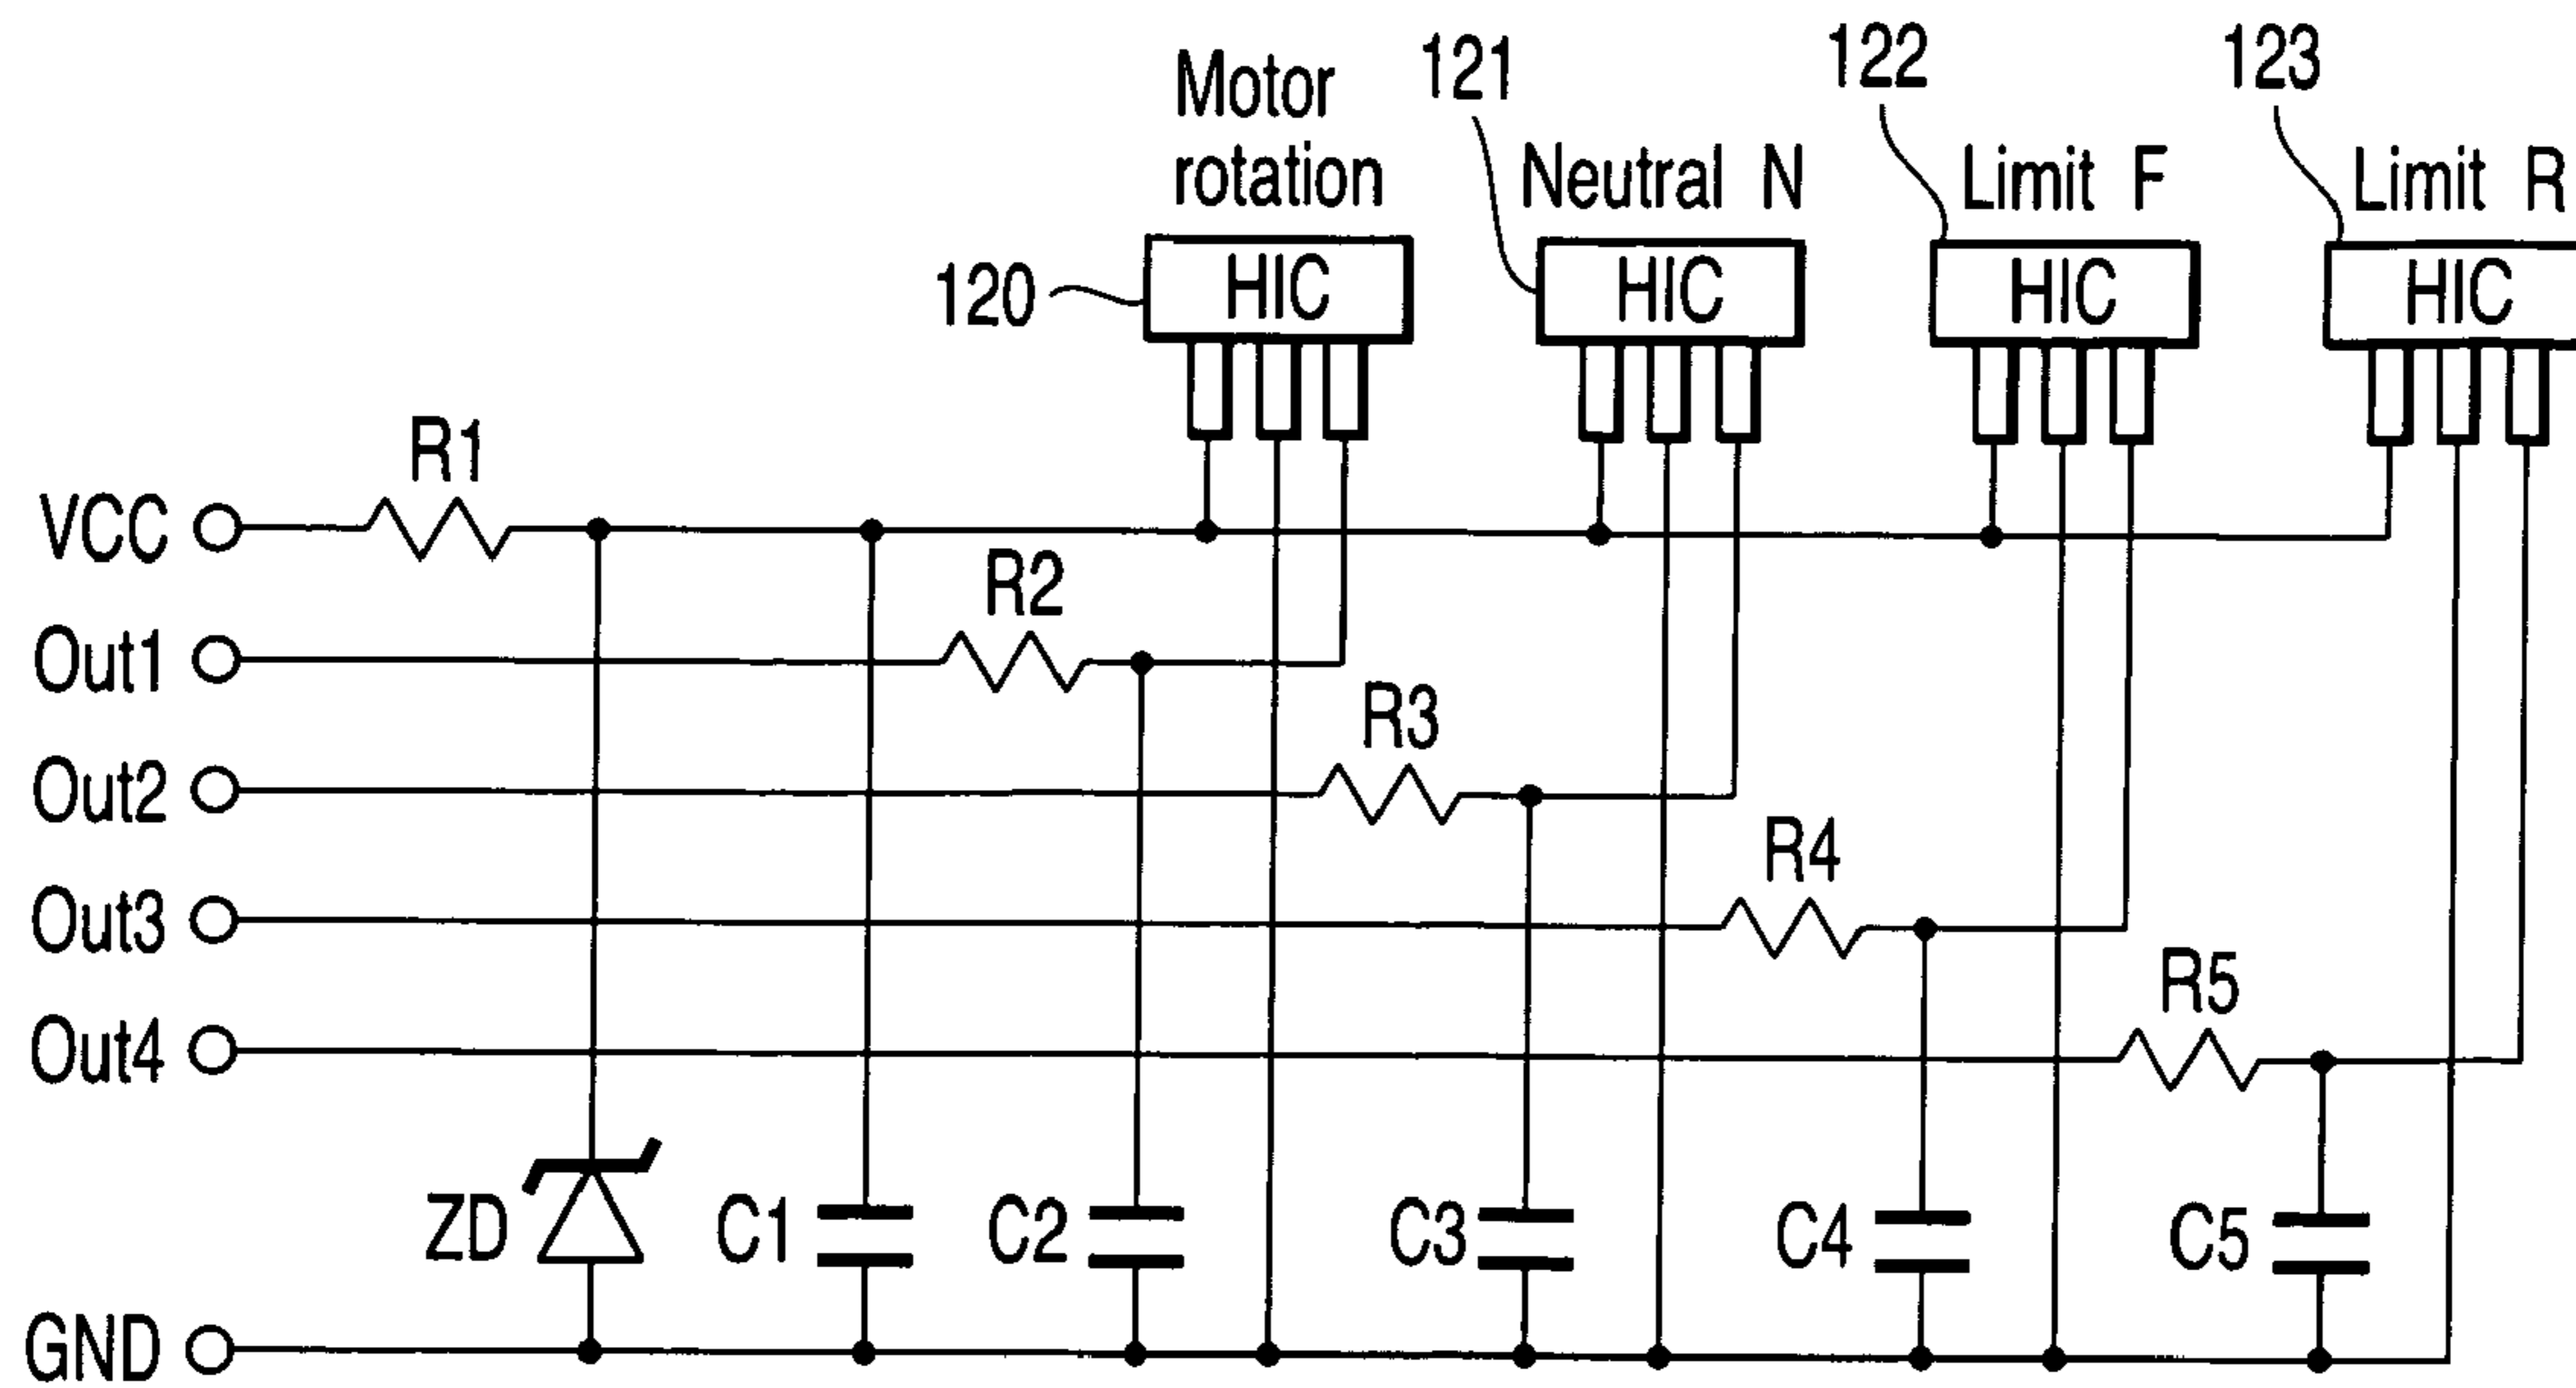 Motor
rotation
121
122
123
Neutral N
Limit F
Limit R
120
HIC
HIC
HIC
HIC
R1
VCC
R2
Out1
R3
Out2
R4
Out3
R5
Out4
ZD
C1
C2
C3
C4
C5
GND